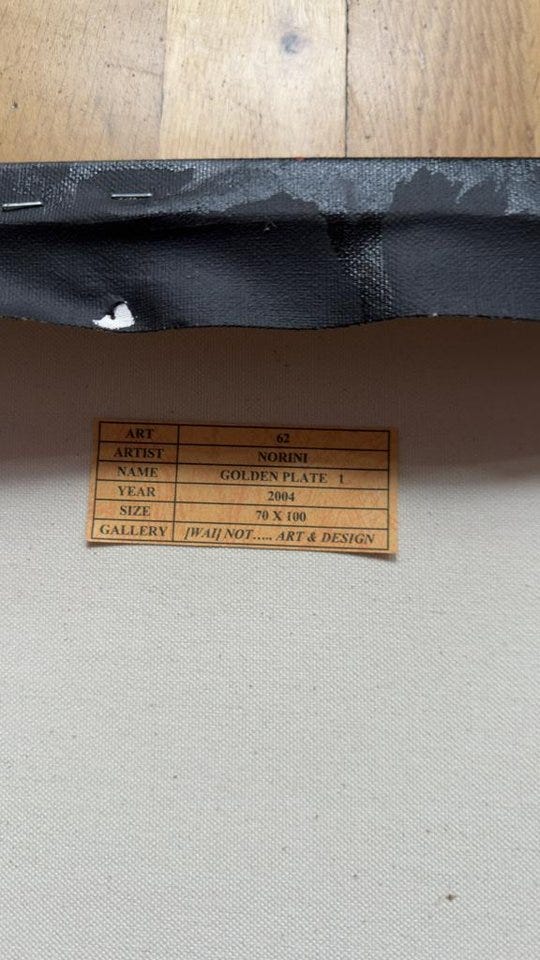 ART 62
ARTIST NORINI
NAME GOLDEN PLATE 1
YEAR 2004
SIZE 70 X 100
GALLERY [WAI] NOT..... ART & DESIGN